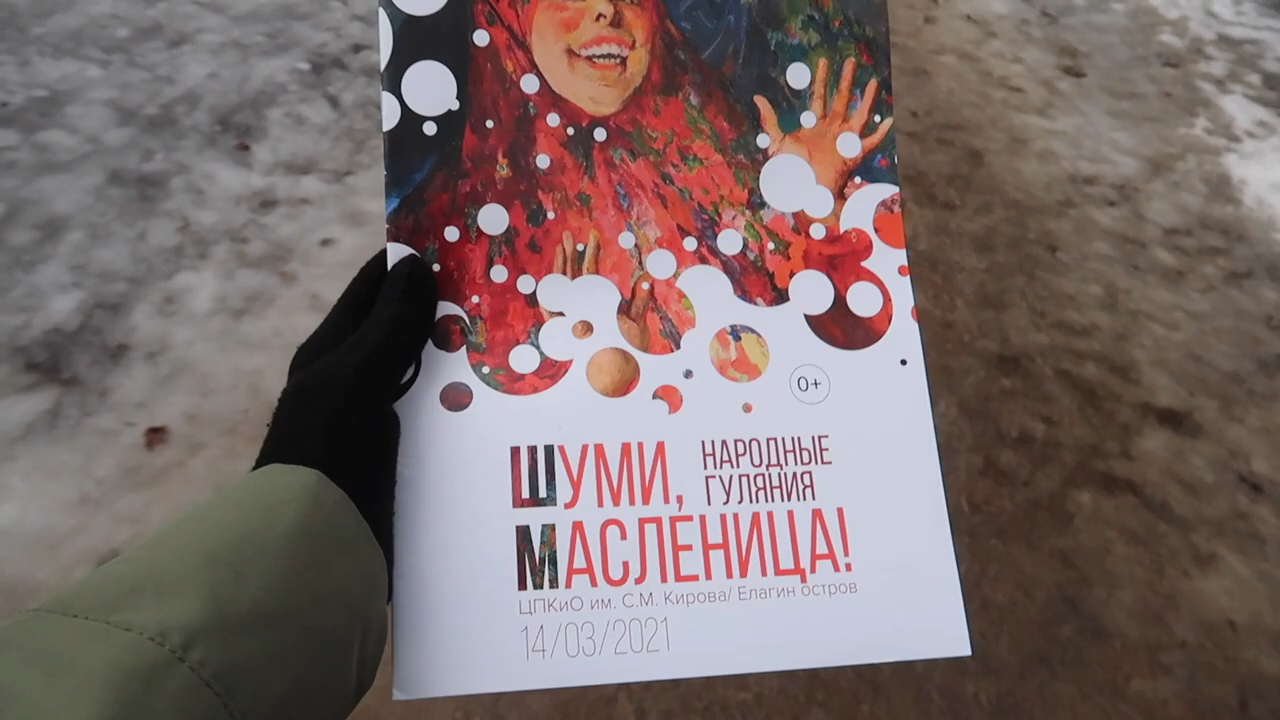 0+
ШУМИ,
НАРОДНЫЕ
ГУЛЯНИЯ
МАСЛЕНИЦА!
ЦПКиО им. С.М. Кирова/ Елагин остров
14/03/2021